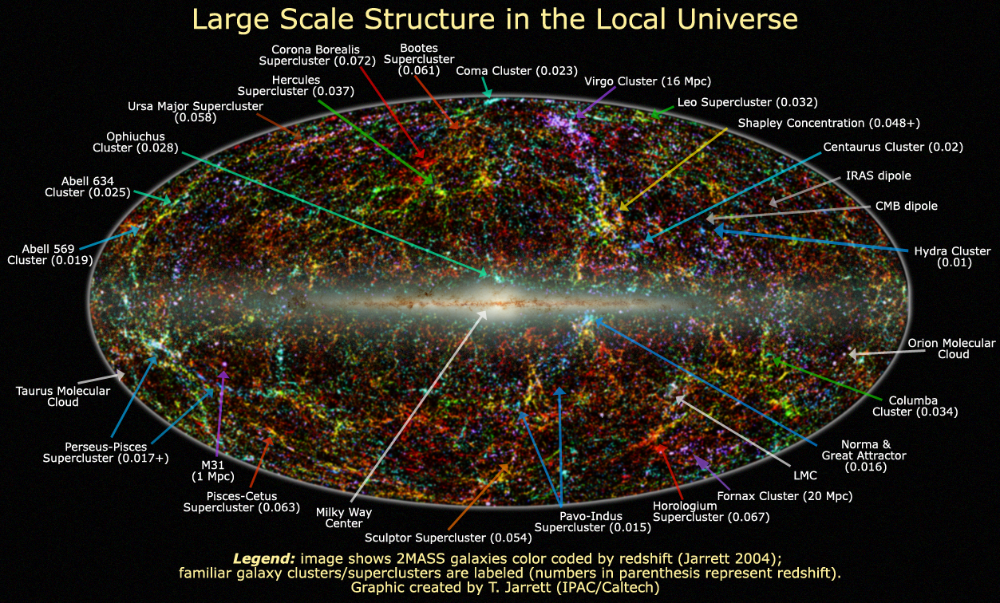 Large Scale Structure in the Local Universe
Corona Borealis
Supercluster (0.072)
Bootes
Supercluster
(0.061)
Coma Cluster (0.023)
Virgo Cluster (16 Mpc)
Hercules
Supercluster (0.037)
Leo Supercluster (0.032)
Ursa Major Supercluster
(0.058)
Shapley Concentration (0.048+)
Ophiuchus
Cluster (0.028)
Centaurus Cluster (0.02)
IRAS dipole
Abell 634
Cluster (0.025)
CMB dipole
Abell 569
Cluster (0.019)
Hydra Cluster
(0.01)
Orion Molecular
Cloud
Taurus Molecular
Cloud
Columba
Cluster (0.034)
Perseus-Pisces
Supercluster (0.017+)
Norma &
Great Attractor
(0.016)
M31
(1 Mpc)
LMC
Pisces-Cetus
Supercluster (0.063)
Fornax Cluster (20 Mpc)
Milky Way
Center
Horologium
Supercluster (0.067)
Pavo-Indus
Supercluster (0.015)
Sculptor Supercluster (0.054)
Legend: image shows 2MASS galaxies color coded by redshift (Jarrett 2004);
familiar galaxy clusters/superclusters are labeled (numbers in parenthesis represent redshift).
Graphic created by T. Jarrett (IPAC/Caltech)